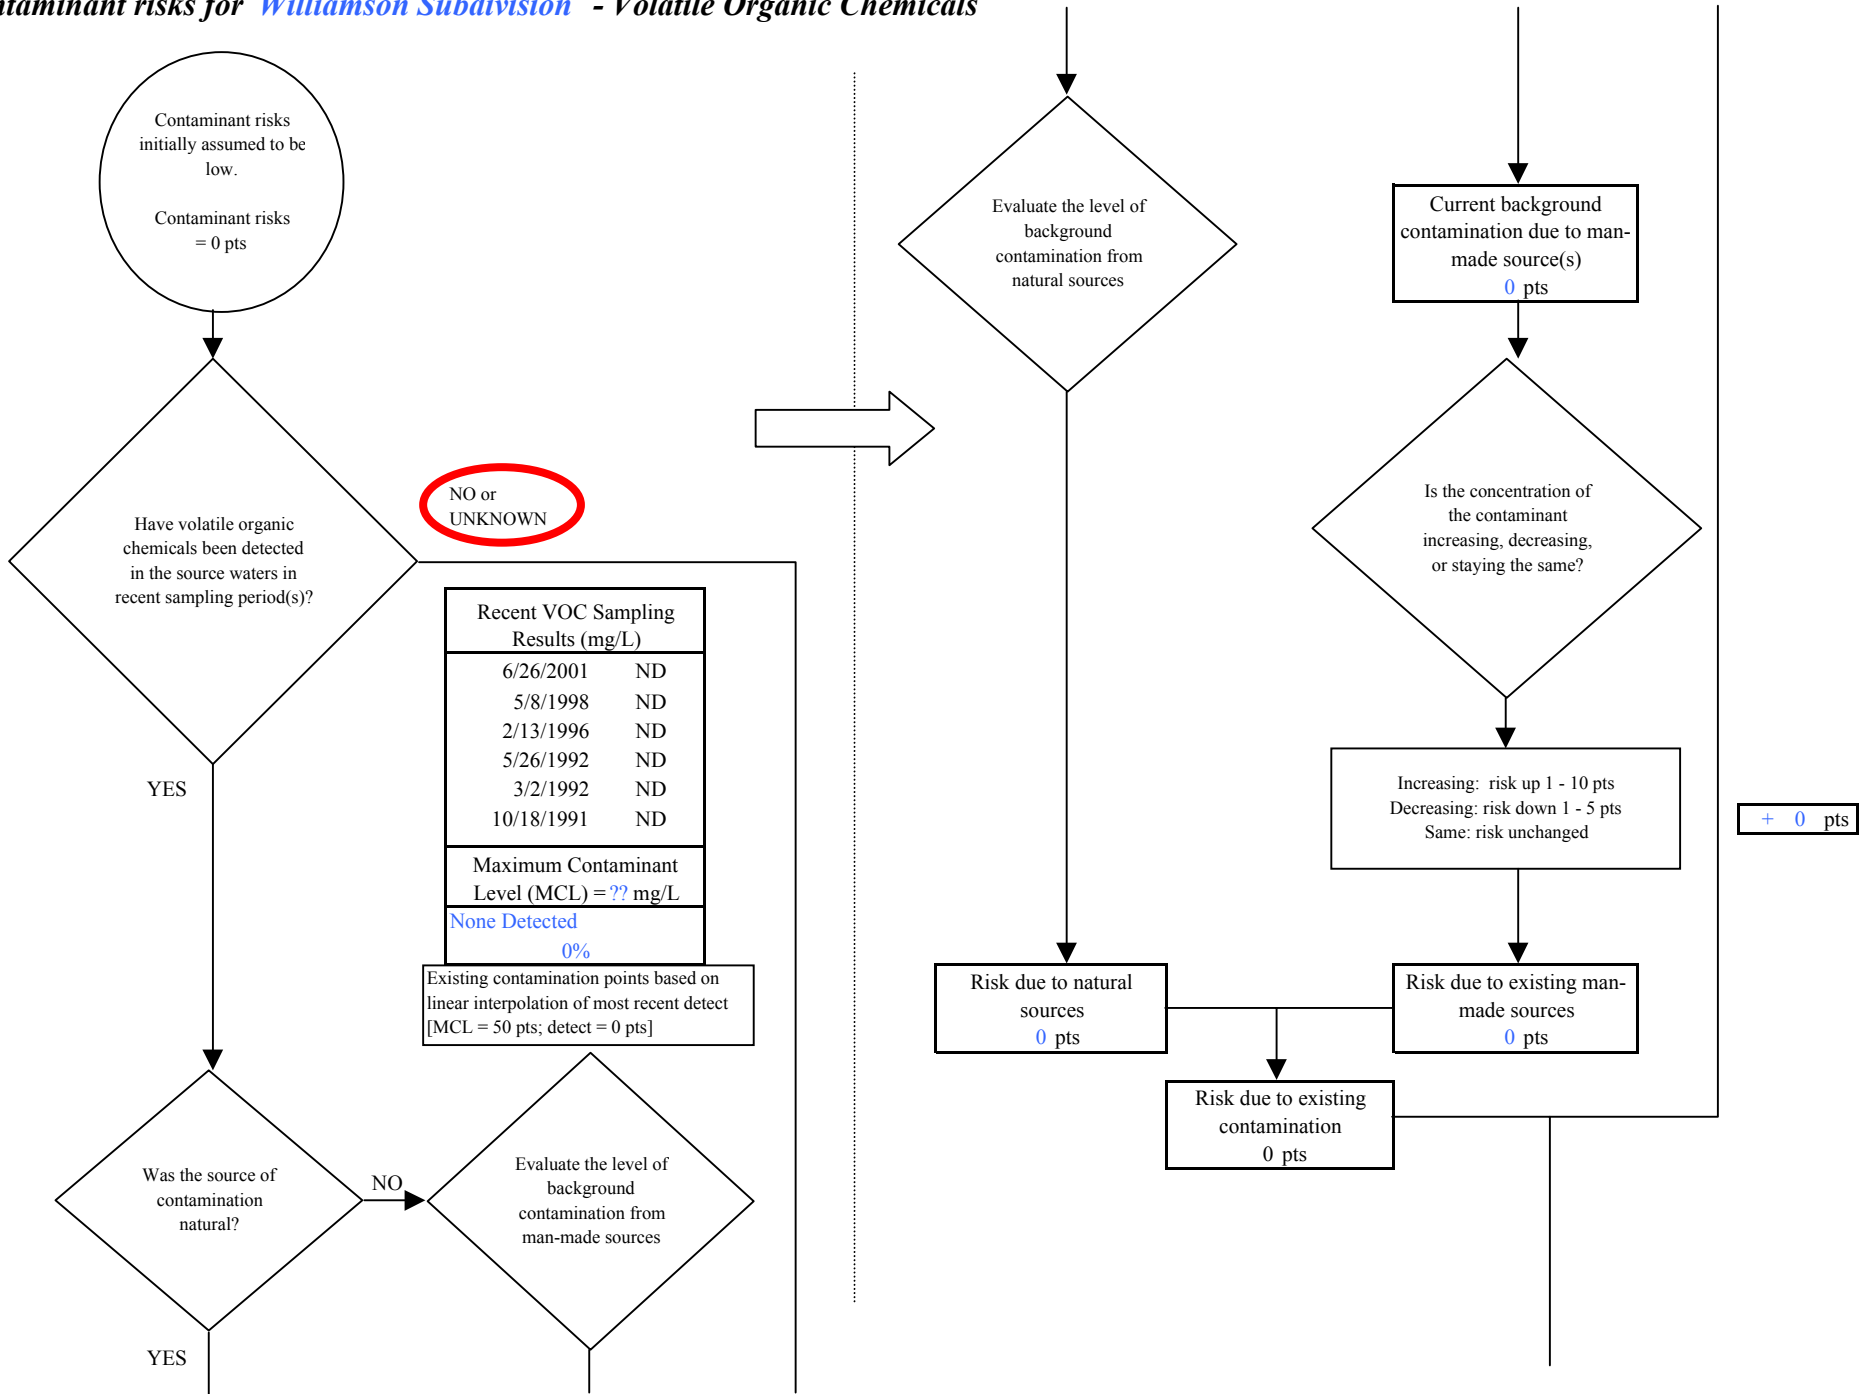 ntaminant risks for Williamson Subdivision - Volatile Organic Chemicals
Contaminant risks
initially assumed to be
low.
Contaminant risks
= 0 pts
Have volatile organic
chemicals been detected
in the source waters in
recent sampling period(s)?
NO or
UNKNOWN
YES
Recent VOC Sampling
Results (mg/L)
6/26/2001 ND
5/8/1998 ND
2/13/1996 ND
5/26/1992 ND
3/2/1992 ND
10/18/1991 ND
Maximum Contaminant
Level (MCL) = ?? mg/L
None Detected
0%
Existing contamination points based on
linear interpolation of most recent detect
[MCL = 50 pts; detect = 0 pts]
Was the source of
contamination
natural?
NO
YES
Evaluate the level of
background
contamination from
man-made sources
Evaluate the level of
background
contamination from
natural sources
Current background
contamination due to man-
made source(s)
0 pts
Is the concentration of
the contaminant
increasing, decreasing,
or staying the same?
Increasing: risk up 1 - 10 pts
Decreasing: risk down 1 - 5 pts
Same: risk unchanged
+ 0 pts
Risk due to natural
sources
0 pts
Risk due to existing man-
made sources
0 pts
Risk due to existing
contamination
0 pts